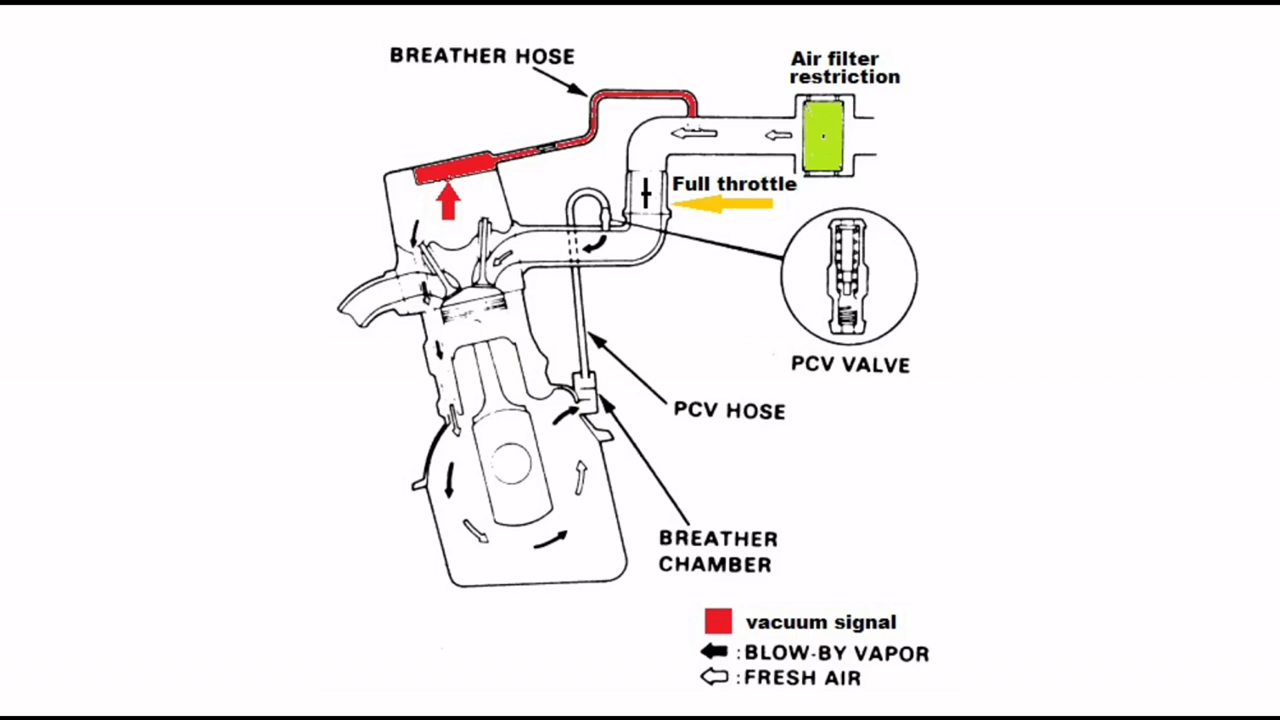 BREATHER HOSE
Air filter
restriction
Full throttle
PCV VALVE
PCV HOSE
BREATHER
CHAMBER
vacuum signal
:BLOW-BY VAPOR
:FRESH AIR